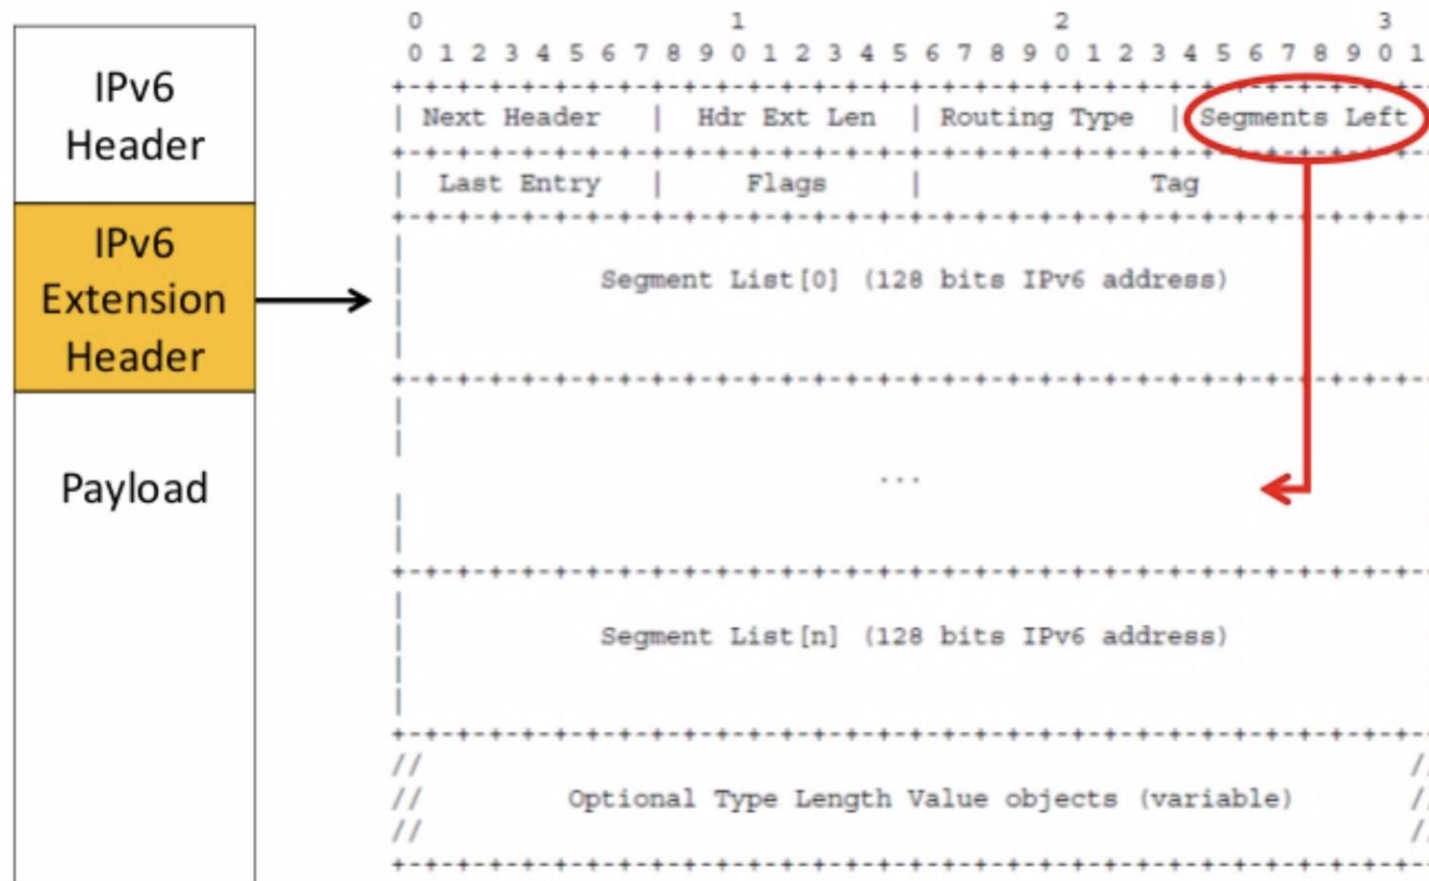 IPv6
Header
IPv6
Extension
Header
Payload
0 1 2 3
0 1 2 3 4 5 6 7 8 9 0 1 2 3 4 5 6 7 8 9 0 1 2 3 4 5 6 7 8 9 0 1
+-+-+-+-+-+-+-+-+-+-+-+-+-+-+-+-+-+-+-+-+-+-+-+-+-+-+-+-+-+-+-+-
| Next Header | Hdr Ext Len | Routing Type | Segments Left
+-+-+-+-+-+-+-+-+-+-+-+-+-+-+-+-+-+-+-+-+-+-+-+-+-+-+-+-+-+-+-+-
| Last Entry | Flags | Tag
+-+-+-+-+-+-+-+-+-+-+-+-+-+-+-+-+-+-+-+-+-+-+-+-+-+-+-+-+-+-+-+-
| Segment List[0] (128 bits IPv6 address)
+-+-+-+-+-+-+-+-+-+-+-+-+-+-+-+-+-+-+-+-+-+-+-+-+-+-+-+-+-+-+-+-
...
+-+-+-+-+-+-+-+-+-+-+-+-+-+-+-+-+-+-+-+-+-+-+-+-+-+-+-+-+-+-+-+-
| Segment List[n] (128 bits IPv6 address)
+-+-+-+-+-+-+-+-+-+-+-+-+-+-+-+-+-+-+-+-+-+-+-+-+-+-+-+-+-+-+-+-
// //
// Optional Type Length Value objects (variable) //
// //
+-+-+-+-+-+-+-+-+-+-+-+-+-+-+-+-+-+-+-+-+-+-+-+-+-+-+-+-+-+-+-+-